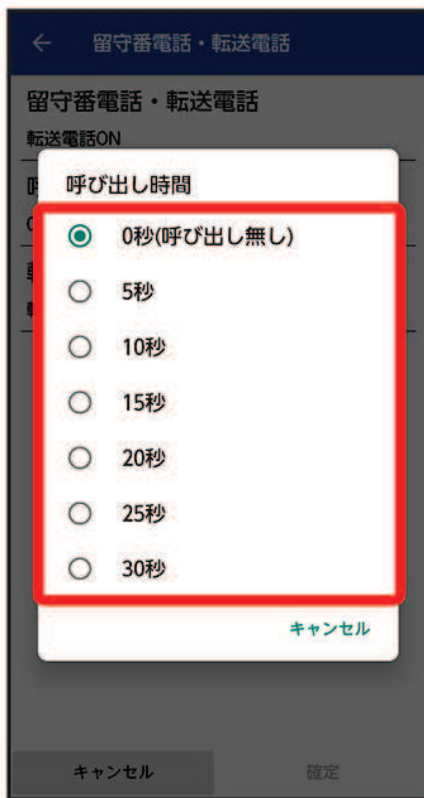 留守番電話・転送電話
留守番電話・転送電話
転送電話ON
呼び出し時間
0秒(呼び出し無し)
5秒
10秒
15秒
20秒
25秒
30秒
キャンセル
キャンセル
確定